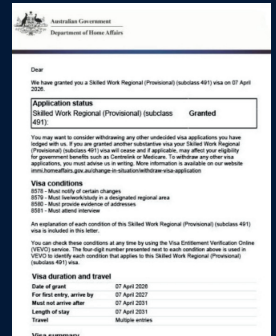 Australian Government
Department of Home Affairs
Dear
We have granted you a Skilled Work Regional (Provisional) (subclass 491) visa on 07 April
2026.
Application status
Skilled Work Regional (Provisional) (subclass Granted
491):
You may want to consider withdrawing any other undecided visa applications you have
lodged with us. If you are granted another substantive visa your Skilled Work Regional
(Provisional) (subclass 491) visa will cease and if applicable, may affect your eligibility
for government benefits such as Centrelink or Medicare. To withdraw any other visa
applications, you must advise us in writing. More information is available on our website
immi.homeaffairs.gov.au/change-in-situation/withdraw-application
Visa conditions
8578 - Must notify of certain changes
8579 - Must live/work/study in a designated regional area
8580 - Must provide evidence of addresses
8581 - Must attend interview
An explanation of each condition of this Skilled Work Regional (Provisional) (subclass 491)
visa is included in this letter.
You can check these conditions at any time by using the Visa Entitlement Verification Online
(VEVO) service. The four-digit number presented next to each condition above is used in
VEVO to identify each condition that applies to this Skilled Work Regional (Provisional)
(subclass 491) visa.
Visa duration and travel
Date of grant 07 April 2026
For first entry, arrive by 07 April 2027
Must not arrive after 07 April 2031
Length of stay 07 April 2031
Travel Multiple entries
Visa summary